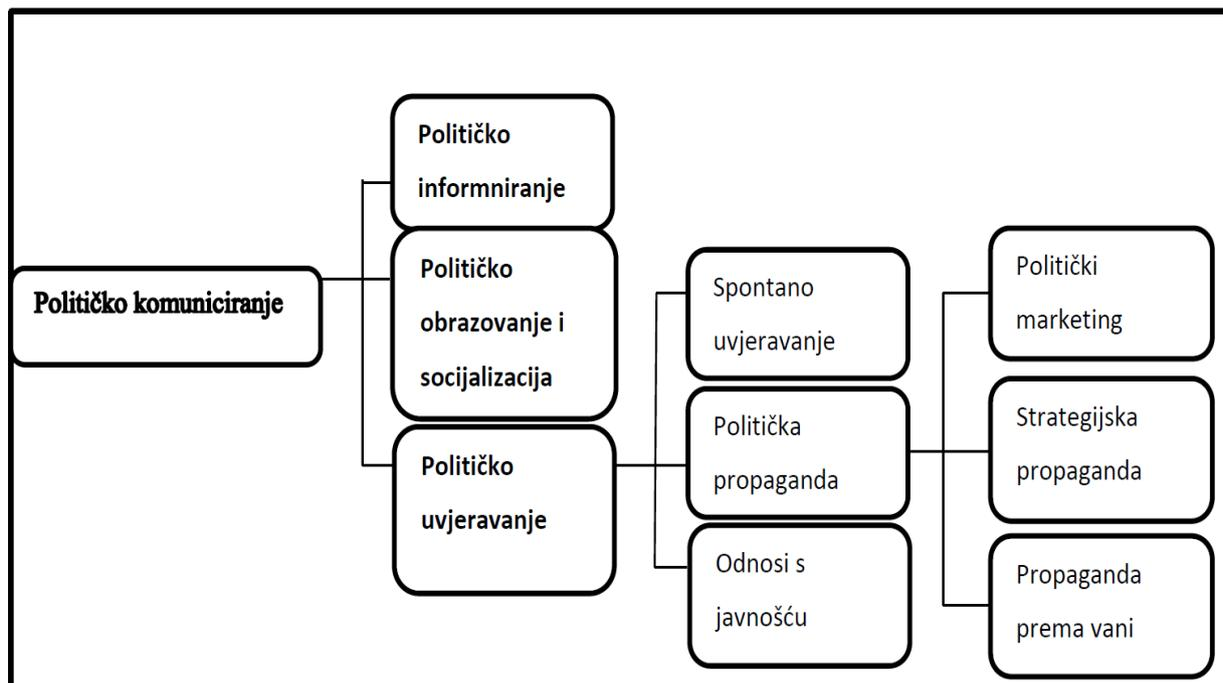 Političko komuniciranje
Političko
informniranje
Političko
obrazovanje i
socijalizacija
Političko
uvjeravanje
Spontano
uvjeravanje
Politička
propaganda
Odnosi s
javnošću
Politički
marketing
Strategijska
propaganda
Propaganda
prema vani